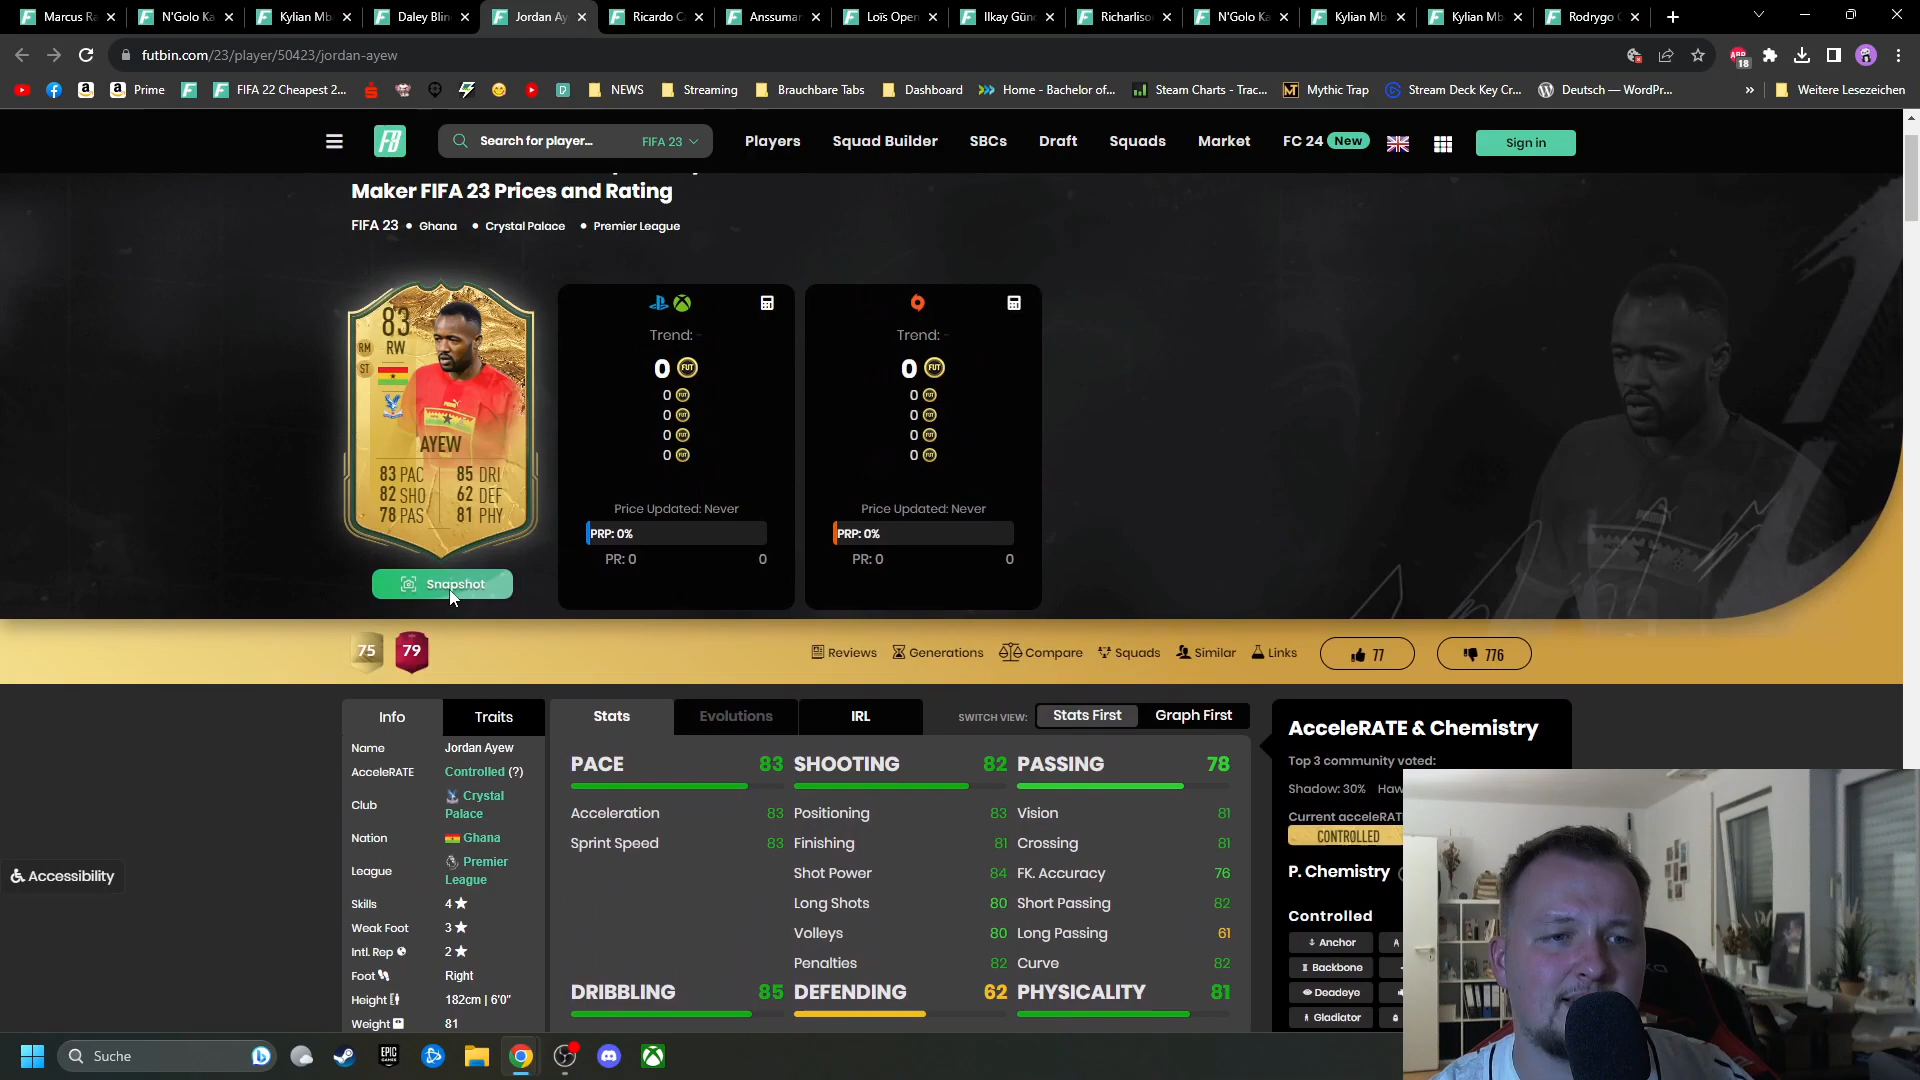 Marcus Ra
N'Golo Ka
Kylian Mb
Daley Blin
Jordan Ay
Ricardo C
Anssumar
Loïs Open
Ilkay Günd
Richarlison
N'Golo Ka
Kylian Mb
Kylian Mb
Rodrygo G
futbin.com/23/player/50423/jordan-ayew
18
Prime
FIFA 22 Cheapest 2...
NEWS
Streaming
Brauchbare Tabs
Dashboard
Home - Bachelor of...
Steam Charts - Trac...
Mythic Trap
Stream Deck Key Cr...
Deutsch — WordPr...
Weitere Lesezeichen
Search for player...
FIFA 23
Players
Squad Builder
SBCs
Draft
Squads
Market
FC 24 New
Sign in
Maker FIFA 23 Prices and Rating
FIFA 23 • Ghana • Crystal Palace • Premier League
83
RW
RM
ST
AYEW
83 PAC 85 DRI
82 SHO 62 DEF
78 PAS 81 PHY
Snapshot
Trend: -
0
0
0
0
0
Price Updated: Never
PRP: 0%
PR: 0 0
Trend: -
0
0
0
0
0
Price Updated: Never
PRP: 0%
PR: 0 0
75 79
Reviews
Generations
Compare
Squads
Similar
Links
77
776
Info Traits
Name Jordan Ayew
AcceleRATE Controlled (?)
Club Crystal Palace
Nation Ghana
League Premier League
Skills 4
Weak Foot 3
Intl. Rep 2
Foot Right
Height 182cm | 6'0"
Weight 81
Stats Evolutions IRL
SWITCH VIEW: Stats First Graph First
PACE 83
Acceleration 83
Sprint Speed 83
SHOOTING 82
Positioning 83
Finishing 81
Shot Power 84
Long Shots 80
Volleys 80
Penalties 82
PASSING 78
Vision 81
Crossing 81
FK. Accuracy 76
Short Passing 82
Long Passing 61
Curve 82
DRIBBLING 85
DEFENDING 62
PHYSICALITY 81
AcceleRATE & Chemistry
Top 3 community voted:
Shadow: 30% Haw
Current acceleRAT
CONTROLLED
P. Chemistry
Controlled
Anchor
Backbone
Deadeye
Gladiator
Accessibility
Suche
EPIC